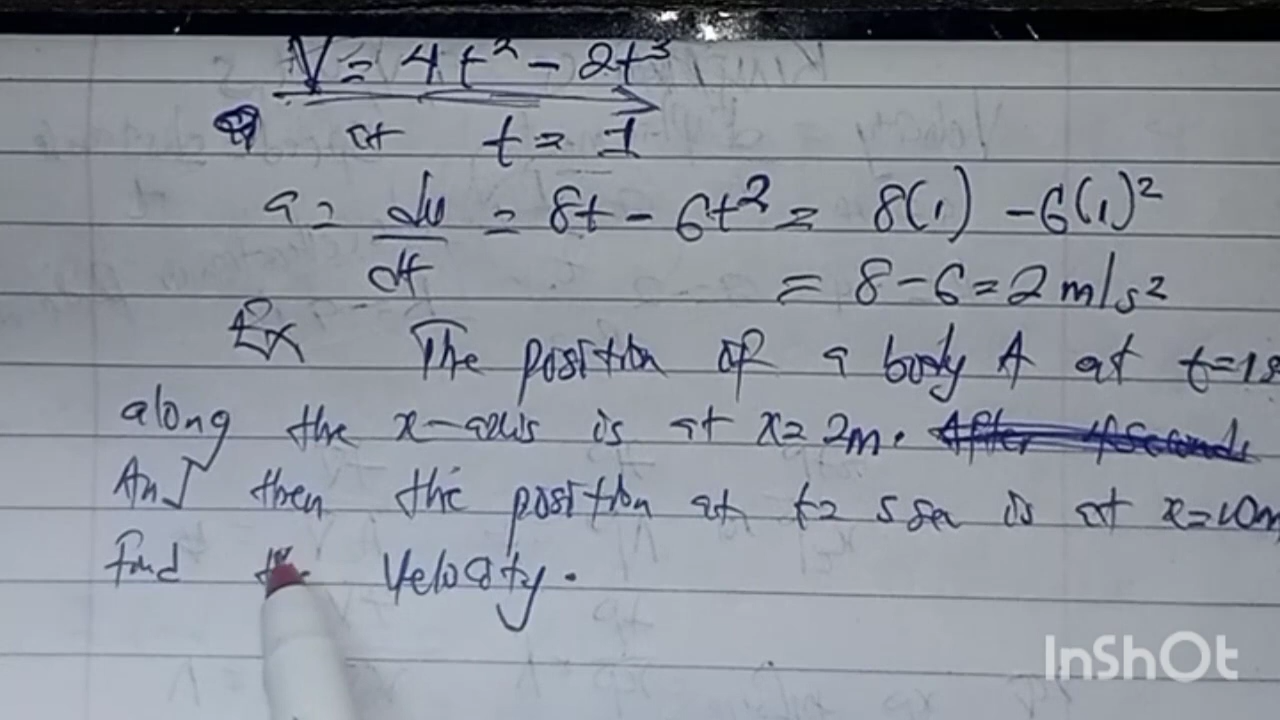 V = 4t² - 2t³
at t = 1
a = dv/dt = 8t - 6t² = 8(1) - 6(1)²
= 8 - 6 = 2 m/s²
Ex The position of a body A at t=1s
along the x-axis is at x = 2m. After 4 seconds
And then the position at t = 5 sec is at x=10m
find the velocity.
InShOt